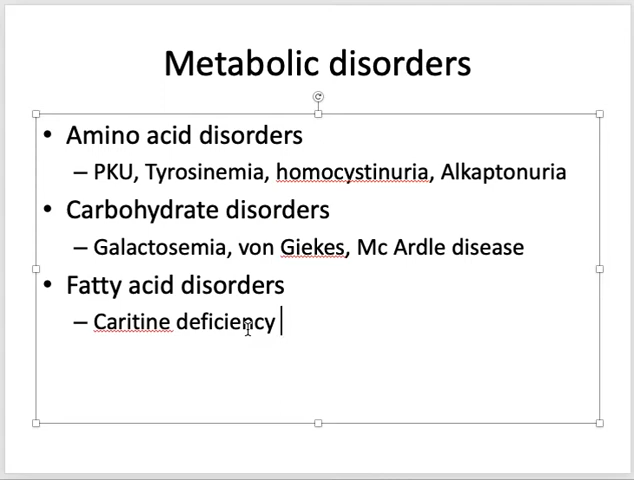 Metabolic disorders
• Amino acid disorders
– PKU, Tyrosinemia, homocystinuria, Alkaptonuria
• Carbohydrate disorders
– Galactosemia, von Giekes, Mc Ardle disease
• Fatty acid disorders
– Caritine deficiency